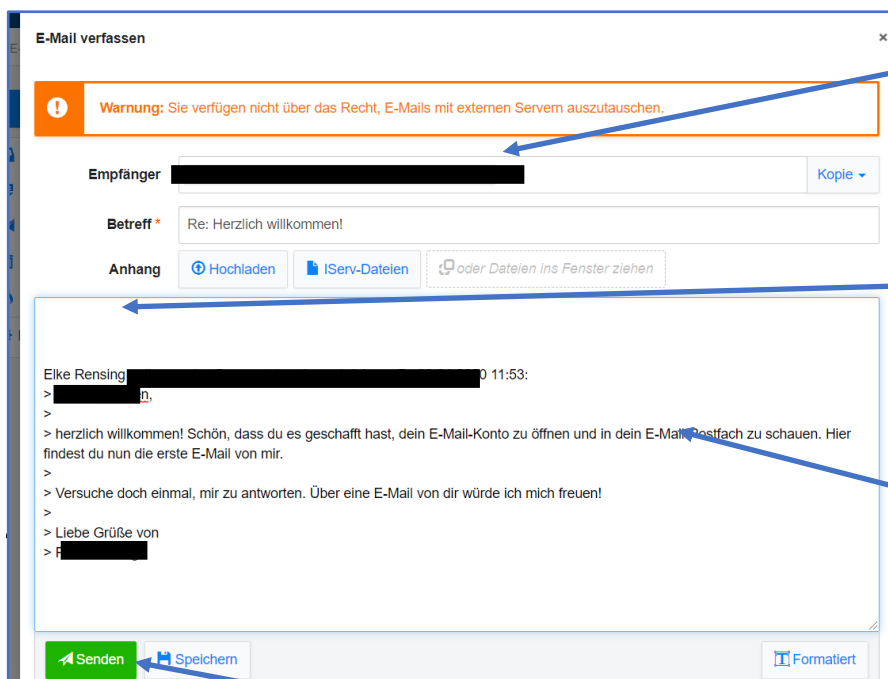 E-Mail verfassen ×
Warnung: Sie verfügen nicht über das Recht, E-Mails mit externen Servern auszutauschen.
Empfänger Kopie
Betreff * Re: Herzlich willkommen!
Anhang Hochladen IServ-Dateien oder Dateien ins Fenster ziehen
Elke Rensing 0 11:53:
> n,
>
> herzlich willkommen! Schön, dass du es geschafft hast, dein E-Mail-Konto zu öffnen und in dein E-Mail-Postfach zu schauen. Hier
findest du nun die erste E-Mail von mir.
>
> Versuche doch einmal, mir zu antworten. Über eine E-Mail von dir würde ich mich freuen!
>
> Liebe Grüße von
>
Senden Speichern Formatiert